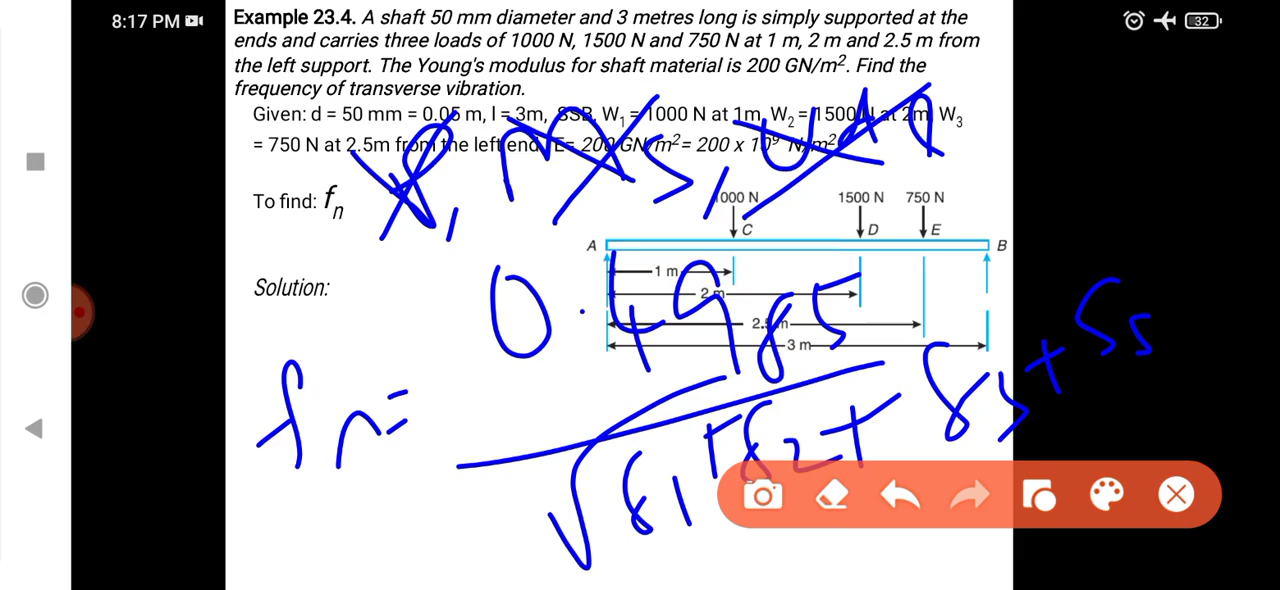 8:17 PM
32
Example 23.4. A shaft 50 mm diameter and 3 metres long is simply supported at the
ends and carries three loads of 1000 N, 1500 N and 750 N at 1 m, 2 m and 2.5 m from
the left support. The Young's modulus for shaft material is 200 GN/m². Find the
frequency of transverse vibration.
Given: d = 50 mm = 0.05 m, l = 3m, SSB, W₁ = 1000 N at 1m, W₂ = 1500N at 2m, W₃
= 750 N at 2.5m from the left end, E= 200 GN/m²= 200 x 10⁹ N/m²
To find: fn
1000 N 1500 N 750 N
C D E
A B
1 m
2 m
2.5 m
3 m
Solution:
fn = 0.4985
√δ1+δ2+δ3+δs